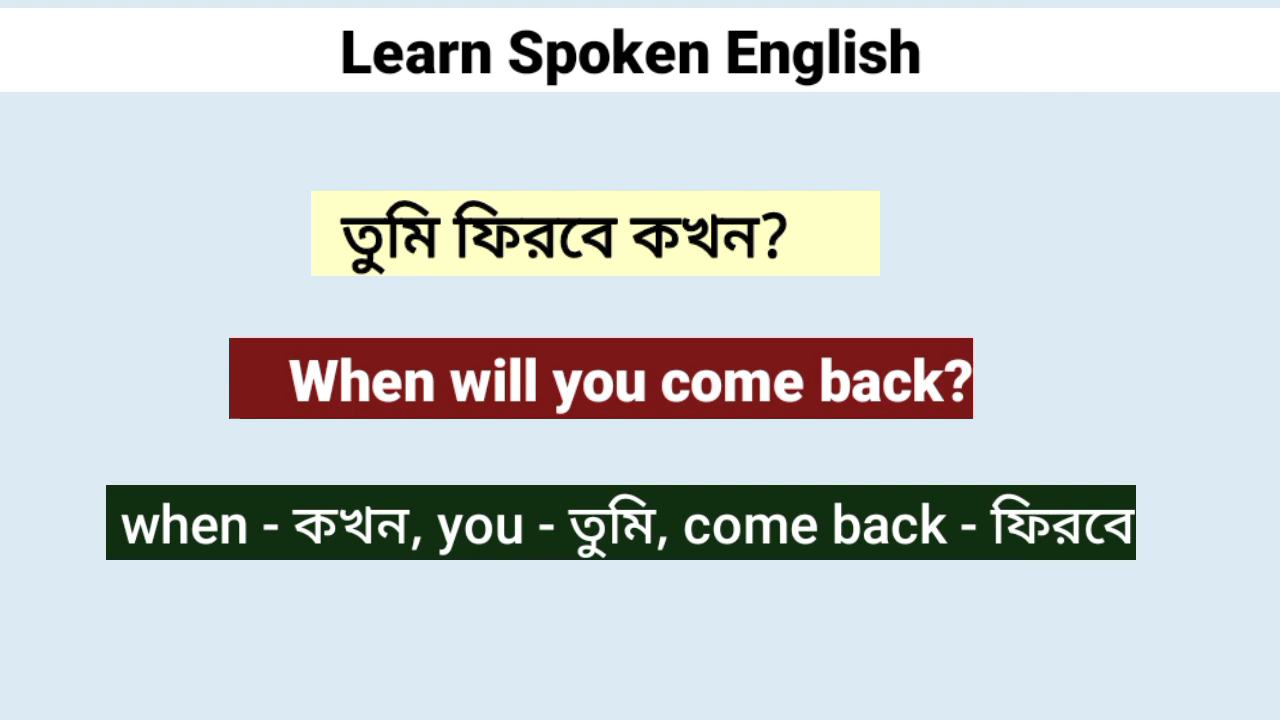 Learn Spoken English
তুমি ফিরবে কখন?
When will you come back?
when - কখন, you - তুমি, come back - ফিরবে